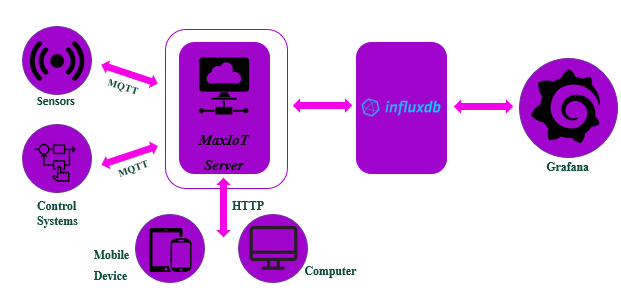 Sensors
MQTT
MaxIoT
Server
influxdb
Grafana
MQTT
Control
Systems
HTTP
Mobile
Device
Computer